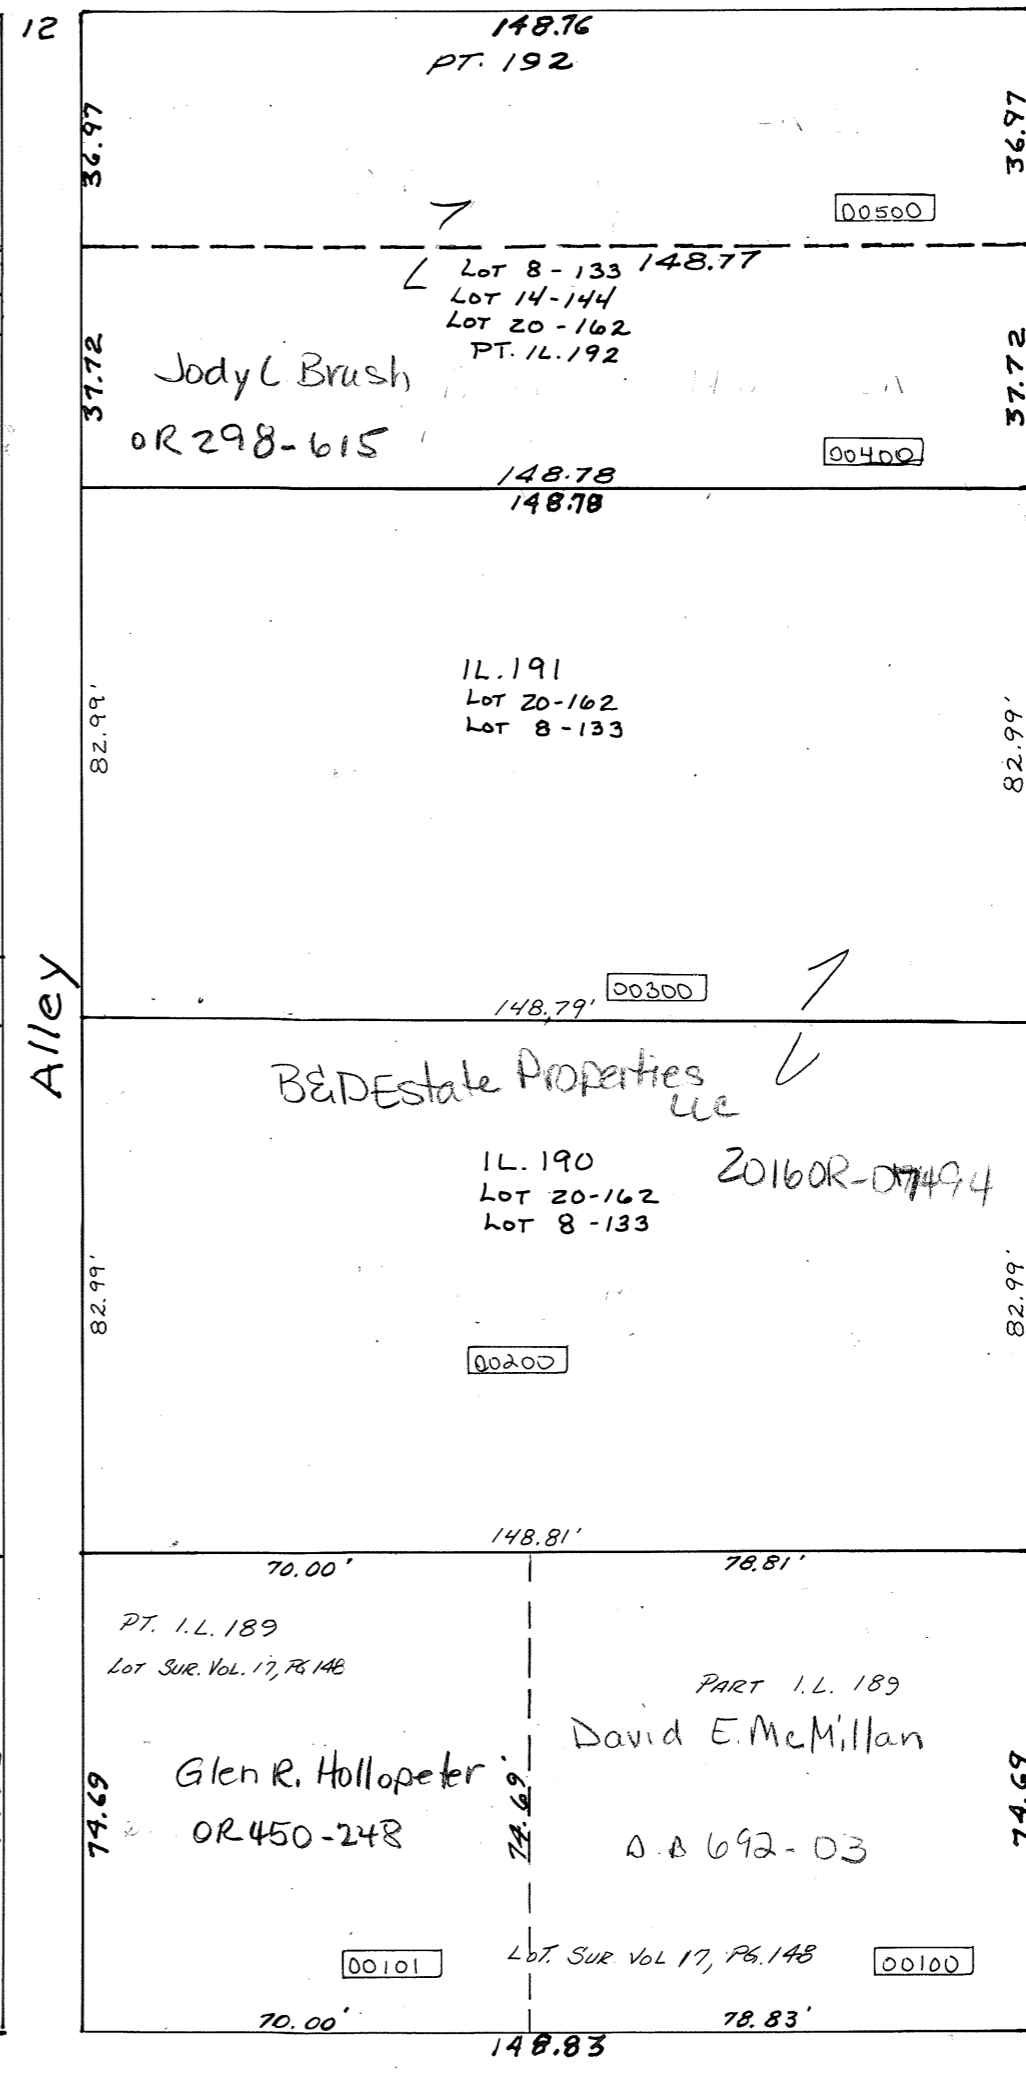 12
148.76
PT. 192
36.97
36.97
00500
148.77
LOT 8-133
LOT 14-144
LOT 20-162
PT. IL. 192
37.72
37.72
Jody L Brush
OR 298-615
00400
148.78
148.78
IL. 191
LOT 20-162
LOT 8-133
82.99'
82.99'
Alley
00300
148.79'
B&D Estate Properties
LLC
IL. 190
LOT 20-162
LOT 8-133
2016OR-07494
82.99'
82.99'
00200
148.81'
70.00'
78.81'
PT. I.L. 189
LOT SUR. VOL. 17, PG 148
PART I.L. 189
David E. McMillan
Glen R. Hollopeter
OR 450-248
74.69
74.69'
74.69
692-03
00101
LOT. SUR VOL 17, PG. 148
00100
70.00'
78.83'
148.83